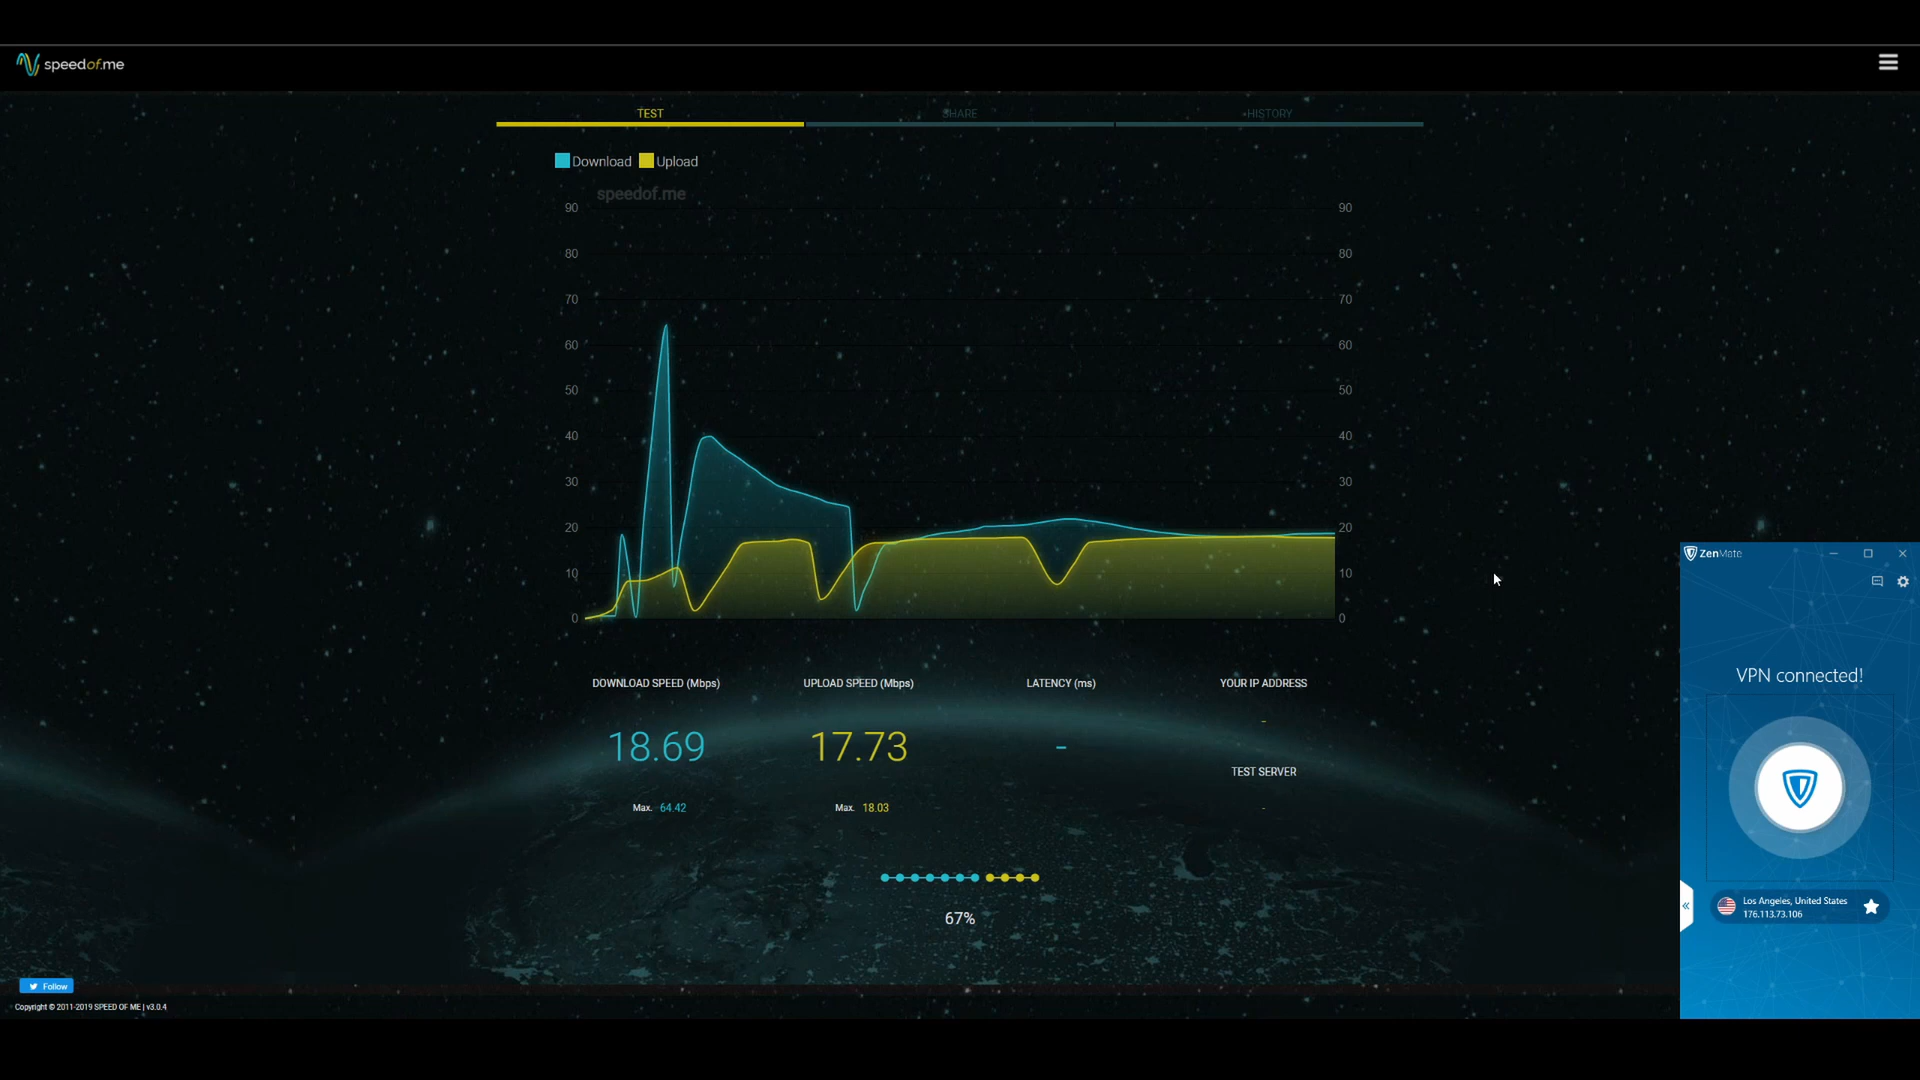 speedof.me
TEST
SHARE
HISTORY
Download
Upload
speedof.me
90
90
80
80
70
70
60
60
50
50
40
40
30
30
20
20
10
10
0
0
DOWNLOAD SPEED (Mbps)
UPLOAD SPEED (Mbps)
LATENCY (ms)
YOUR IP ADDRESS
-
18.69
17.73
-
TEST SERVER
Max. 64.42
Max. 18.03
-
67%
Follow
Copyright © 2011-2019 SPEED OF ME | v3.0.4
ZenMate
VPN connected!
Los Angeles, United States
176.113.73.106